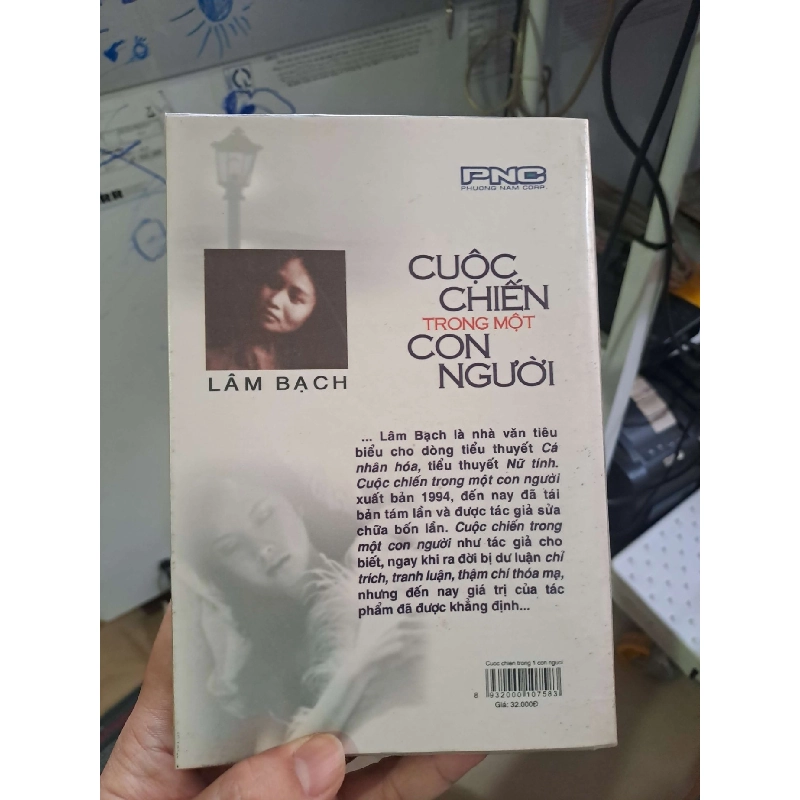 PNC
PHUONG NAM CORP.
CUỘC
CHIẾN
TRONG MỘT
CON
NGƯỜI
LÂM BẠCH
... Lâm Bạch là nhà văn tiêu
biểu cho dòng tiểu thuyết Cá
nhân hóa, tiểu thuyết Nữ tính.
Cuộc chiến trong một con người
xuất bản 1994, đến nay đã tái
bản tám lần và được tác giả sửa
chữa bốn lần. Cuộc chiến trong
một con người như tác giả cho
biết, ngay khi ra đời bị dư luận chỉ
trích, tranh luận, thậm chí thóa mạ,
nhưng đến nay giá trị của tác
phẩm đã được khẳng định...
Cuoc chien trong 1 con nguoi
8 932000 107583
Giá: 32.000Đ